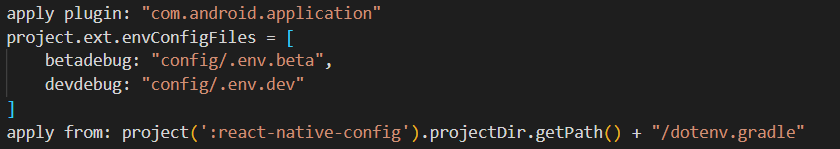 apply plugin: "com.android.application"
project.ext.envConfigFiles = [
    betadebug: "config/.env.beta",
    devdebug: "config/.env.dev"
]
apply from: project(':react-native-config').projectDir.getPath() + "/dotenv.gradle"